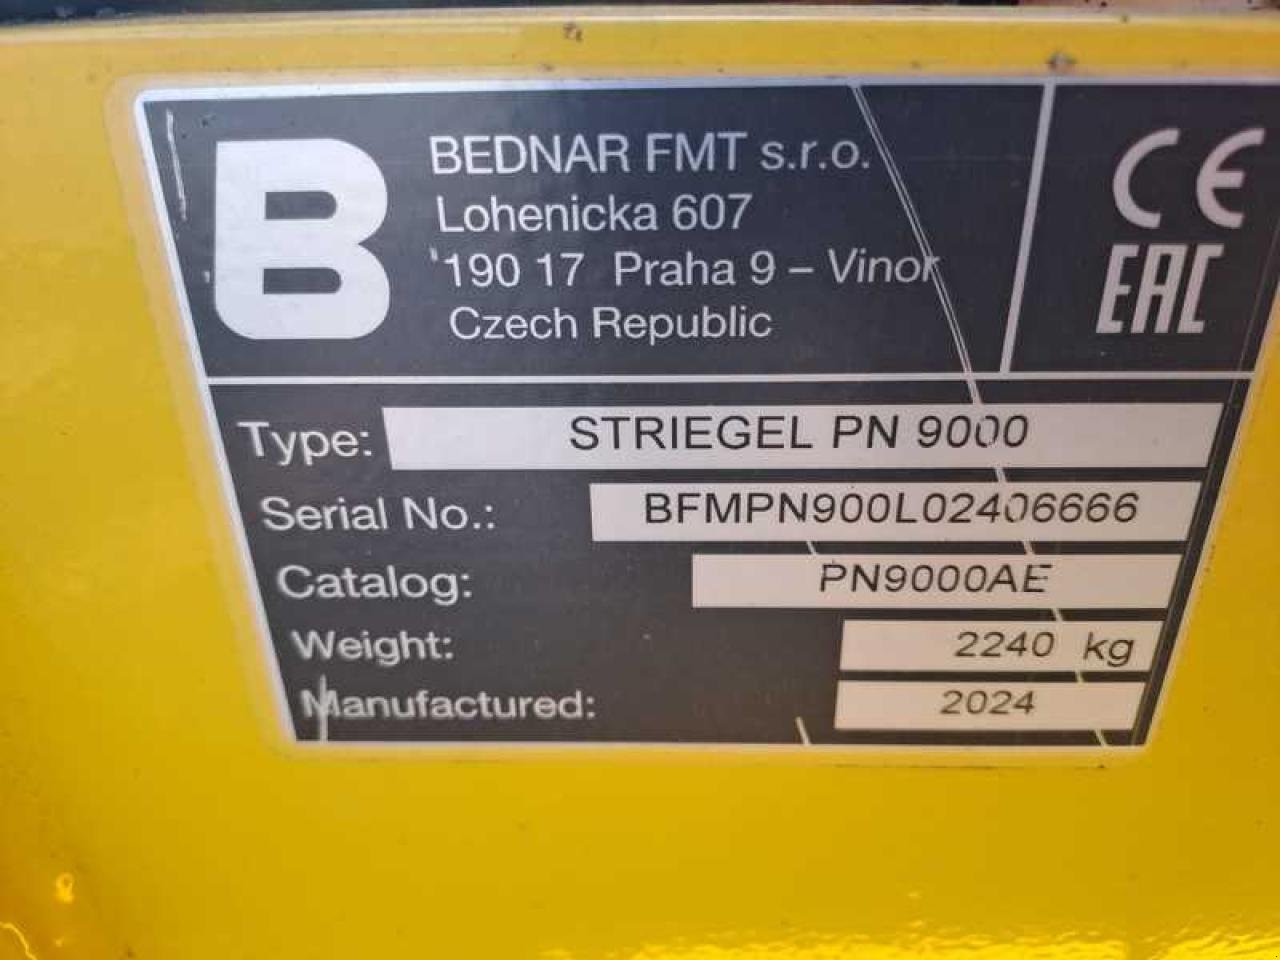 B
BEDNAR FMT s.r.o.
Lohenicka 607
190 17 Praha 9 – Vinor
Czech Republic
CE
EAC
Type: STRIEGEL PN 9000
Serial No.: BFMPN900L02406666
Catalog: PN9000AE
Weight: 2240 kg
Manufactured: 2024